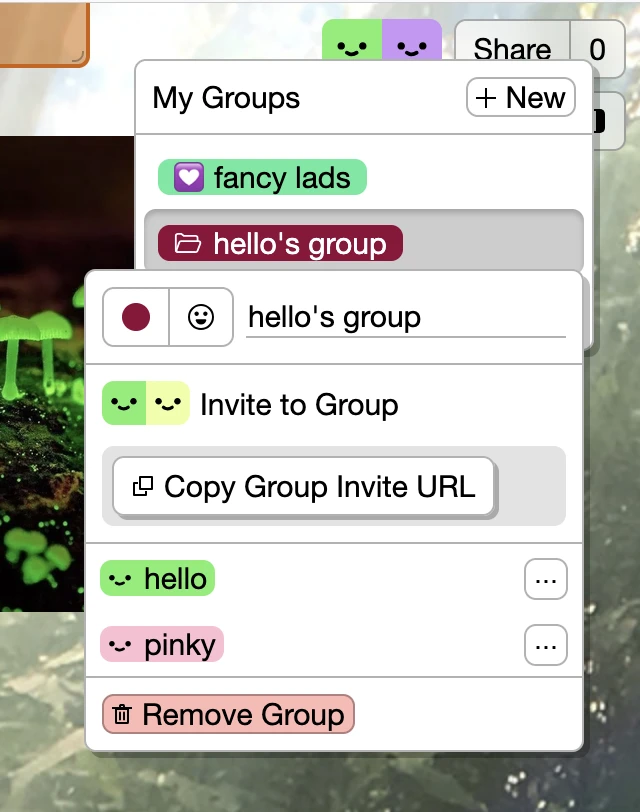 Share 0
My Groups
+ New
fancy lads
hello's group
hello's group
Invite to Group
Copy Group Invite URL
hello
...
pinky
...
Remove Group